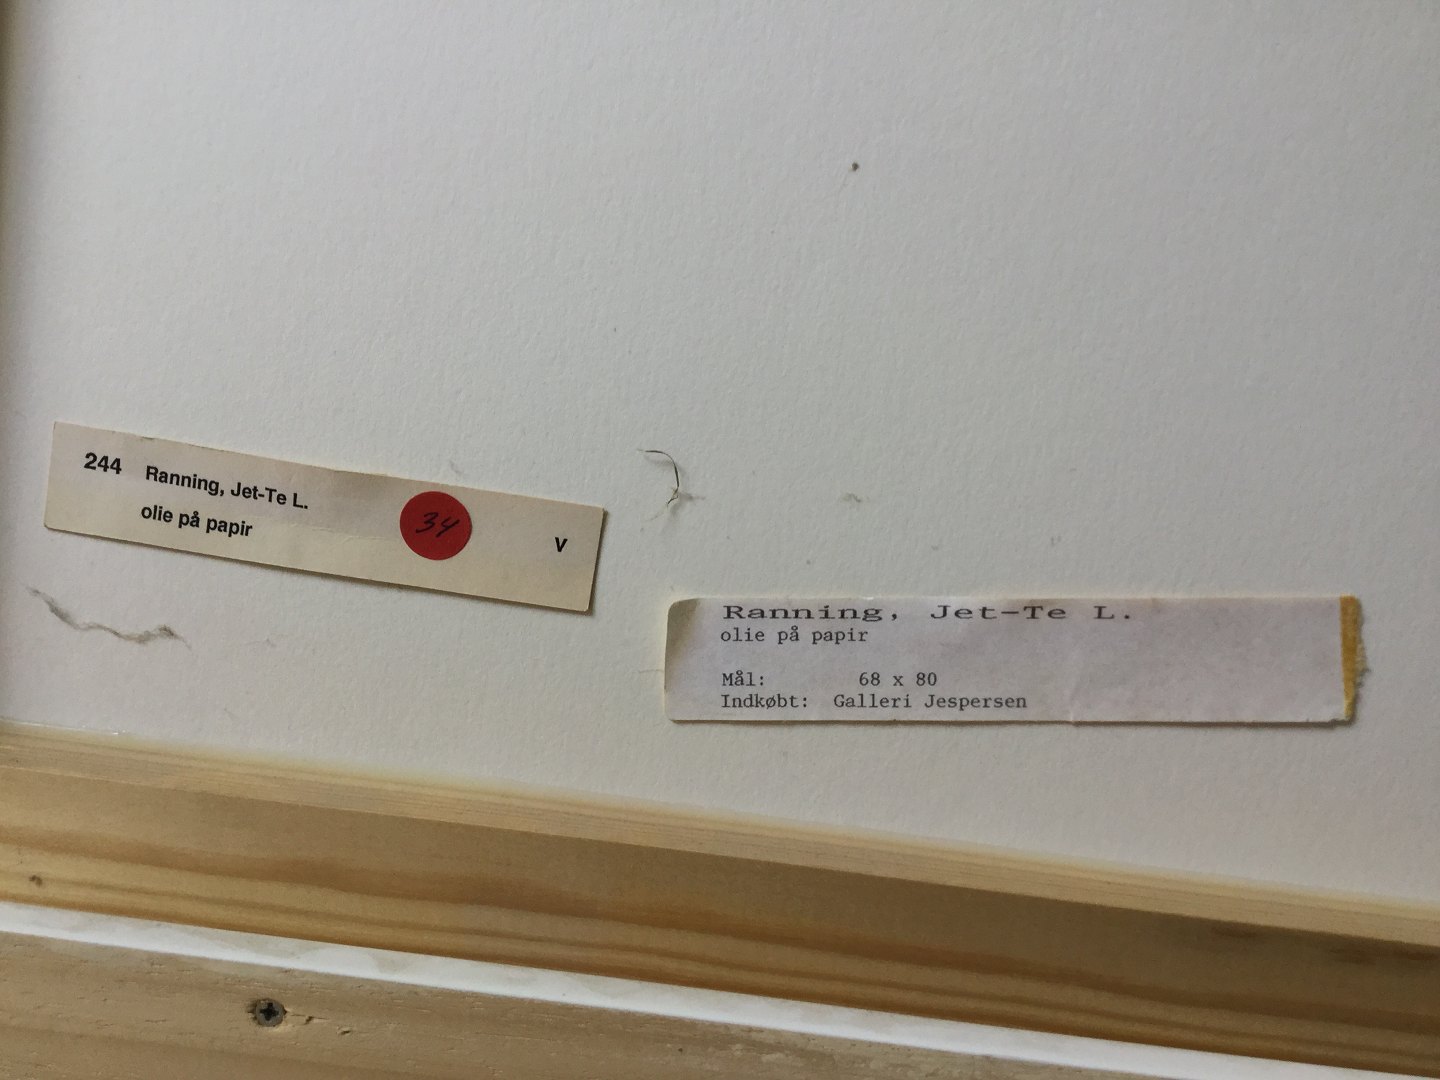 244 Ranning, Jet-Te L.
olie på papir
34
V
Ranning, Jet-Te L.
olie på papir
Mål: 68 x 80
Indkøbt: Galleri Jespersen